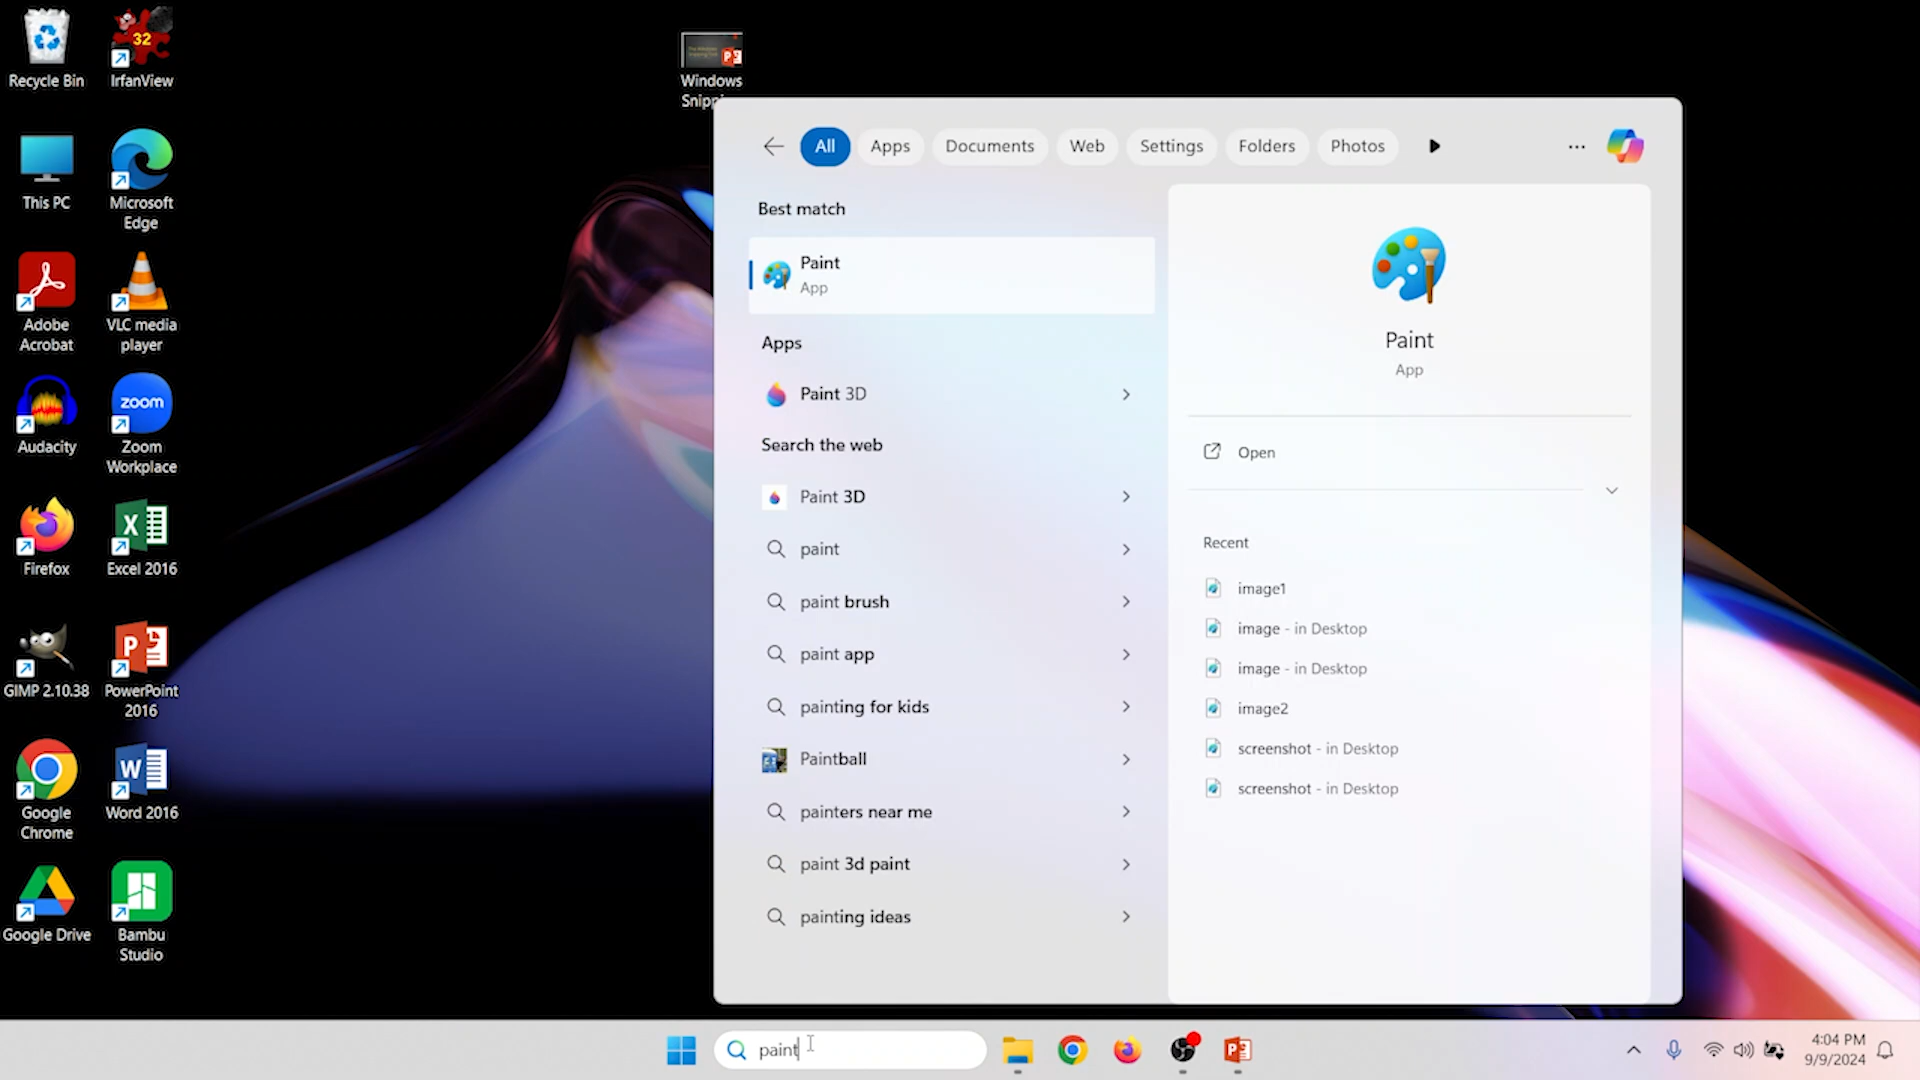 Recycle Bin
32
IrfanView
This PC
Microsoft
Edge
Adobe
Acrobat
VLC media
player
Audacity
zoom
Zoom
Workplace
Firefox
Excel 2016
GIMP 2.10.38
PowerPoint
2016
Google
Chrome
Word 2016
Google Drive
Bambu
Studio
Windows
All
Apps
Documents
Web
Settings
Folders
Photos
Best match
Paint
App
Apps
Paint 3D
Search the web
Paint 3D
paint
paint brush
paint app
painting for kids
Paintball
painters near me
paint 3d paint
painting ideas
Paint
App
Open
Recent
image1
image - in Desktop
image - in Desktop
image2
screenshot - in Desktop
screenshot - in Desktop
paint
4:04 PM
9/9/2024